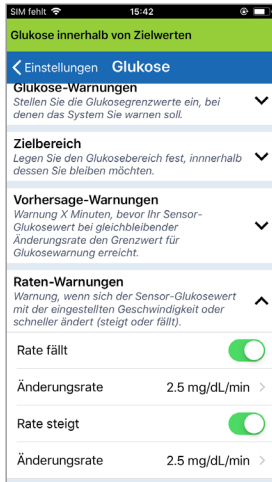 SIM fehlt 15:42
Glukose innerhalb von Zielwerten
Einstellungen Glukose
Glukose-Warnungen
Stellen Sie die Glukosegrenzwerte ein, bei
denen das System Sie warnen soll.
Zielbereich
Legen Sie den Glukosebereich fest, innnerhalb
dessen Sie bleiben möchten.
Vorhersage-Warnungen
Warnung X Minuten, bevor Ihr Sensor-
Glukosewert bei gleichbleibender
Änderungsrate den Grenzwert für
Glukosewarnung erreicht.
Raten-Warnungen
Warnung, wenn sich der Sensor-Glukosewert
mit der eingestellten Geschwindigkeit oder
schneller ändert (steigt oder fällt).
Rate fällt
Änderungsrate 2.5 mg/dL/min
Rate steigt
Änderungsrate 2.5 mg/dL/min